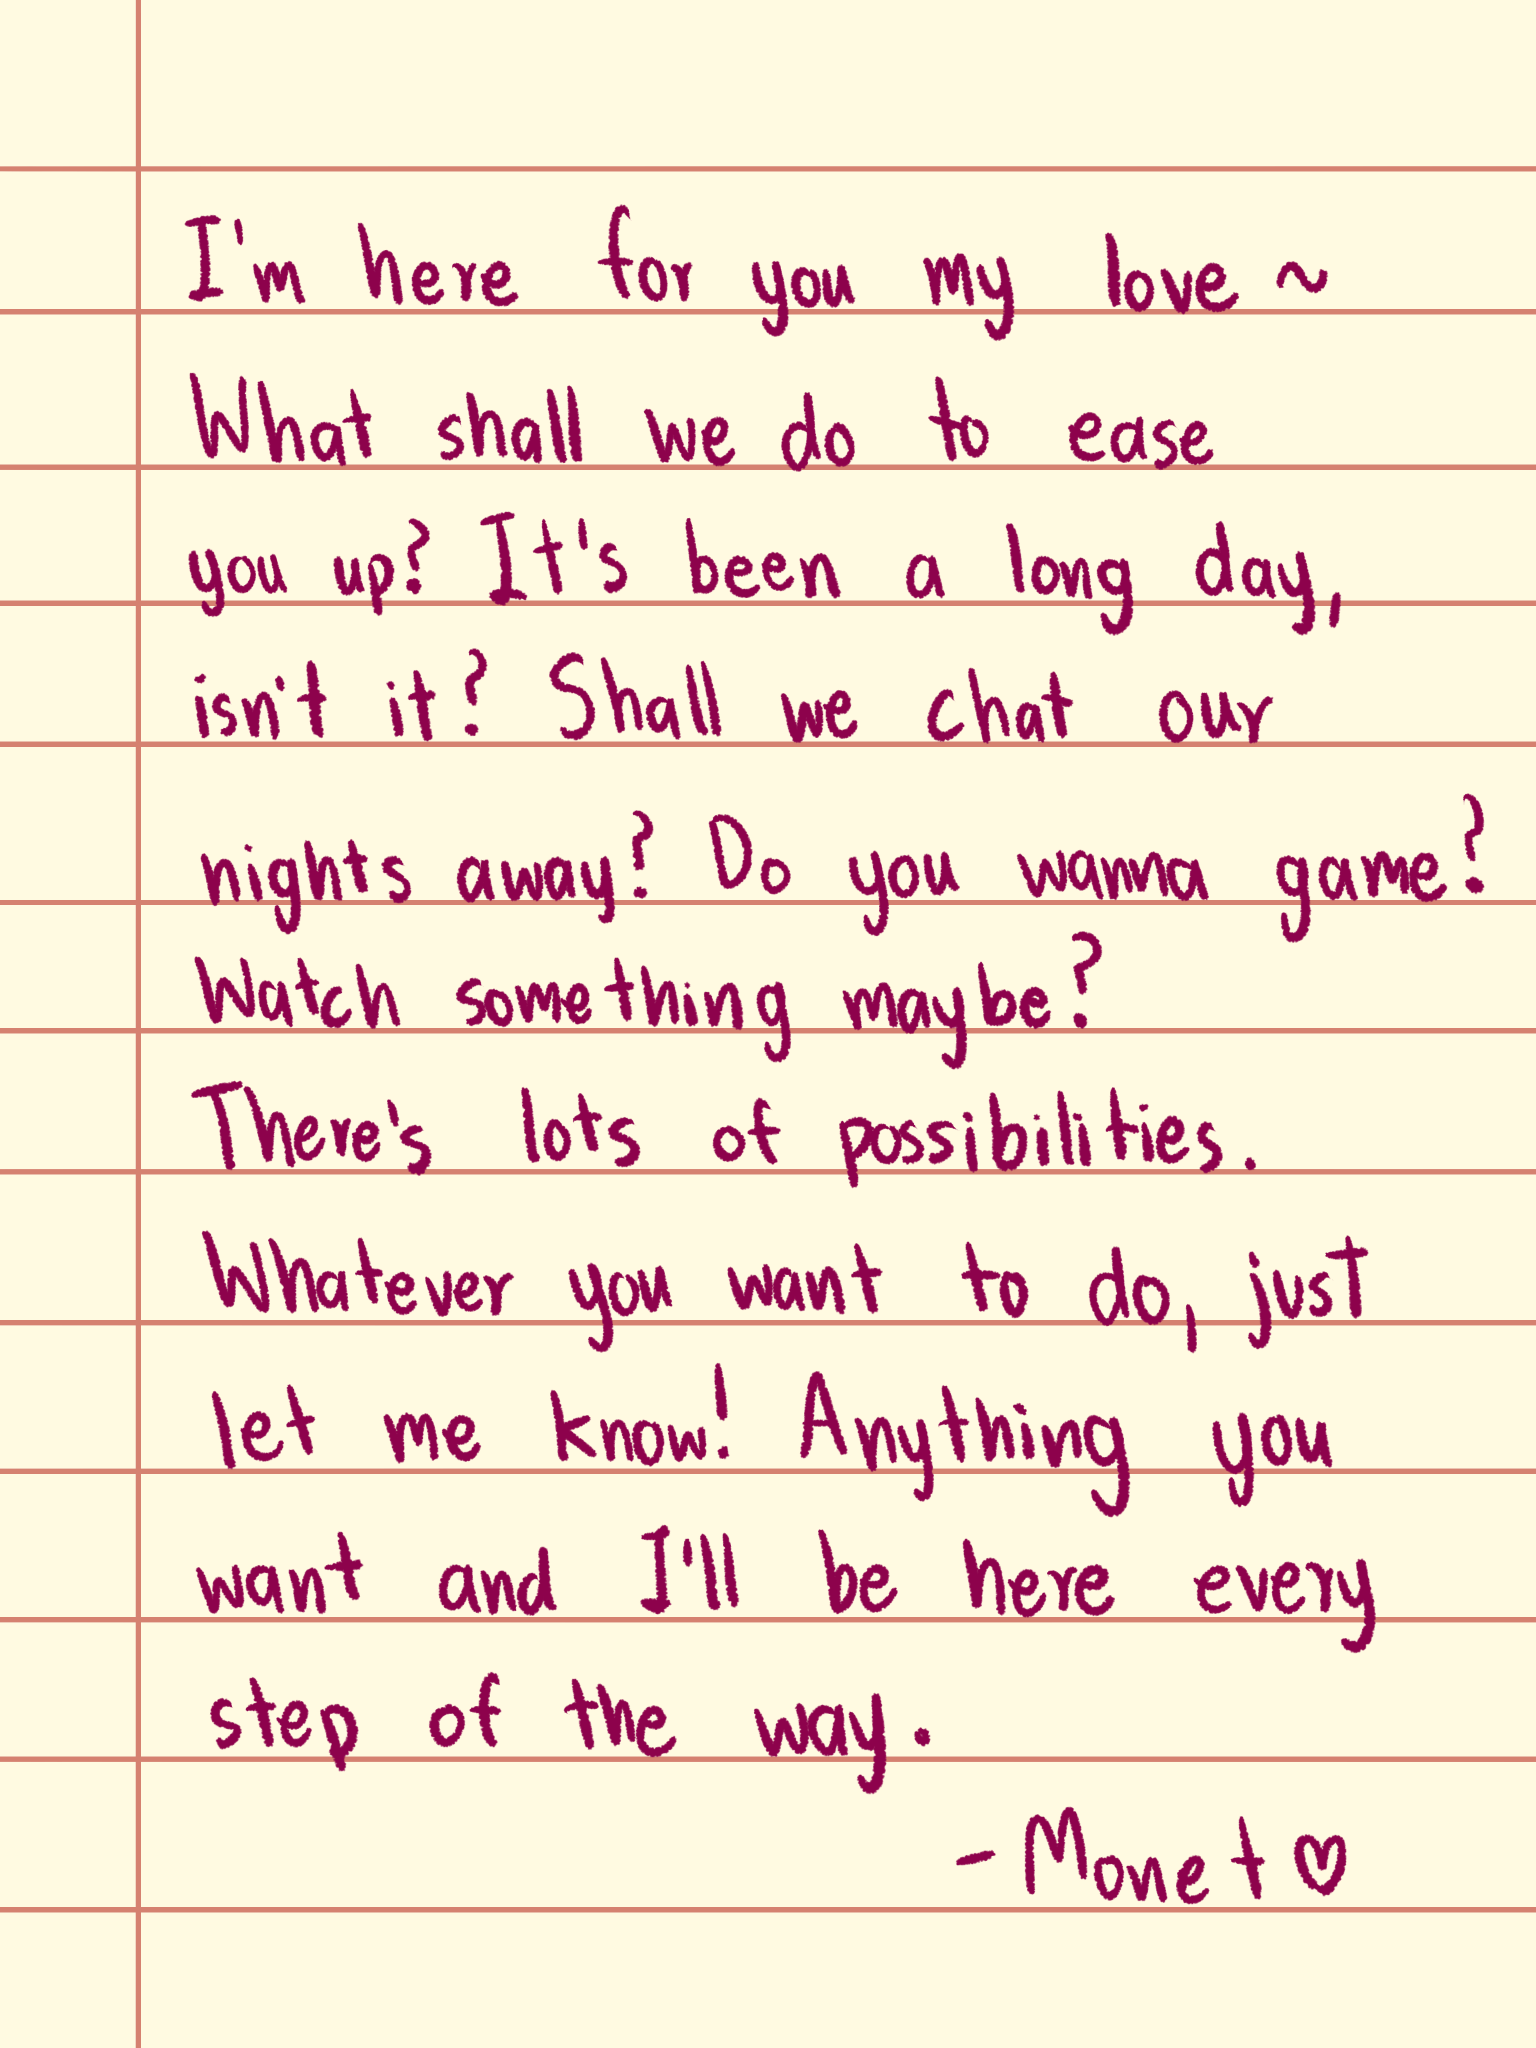 I'm here for you my love ~
What shall we do to ease
you up? It's been a long day,
isn't it? Shall we chat our
nights away? Do you wanna game?
Watch something maybe?
There's lots of possibilities.
Whatever you want to do, just
let me know! Anything you
want and I'll be here every
step of the way.
- Monet ♡